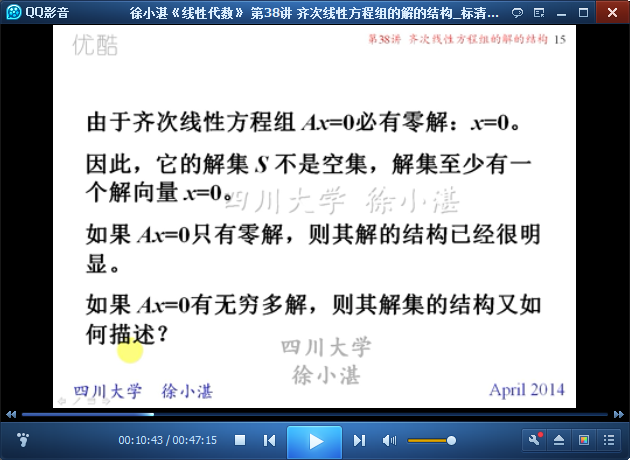 QQ影音
徐小湛《线性代数》 第38讲 齐次线性方程组的解的结构_标清...
优酷
第38讲 齐次线性方程组的解的结构 15
由于齐次线性方程组 Ax=0必有零解：x=0。
因此，它的解集 S 不是空集，解集至少有一
个解向量 x=0。
四川大学 徐小湛
如果 Ax=0只有零解，则其解的结构已经很明
显。
如果 Ax=0有无穷多解，则其解集的结构又如
何描述？
四川大学
徐小湛
四川大学 徐小湛
April 2014
00:10:43 / 00:47:15